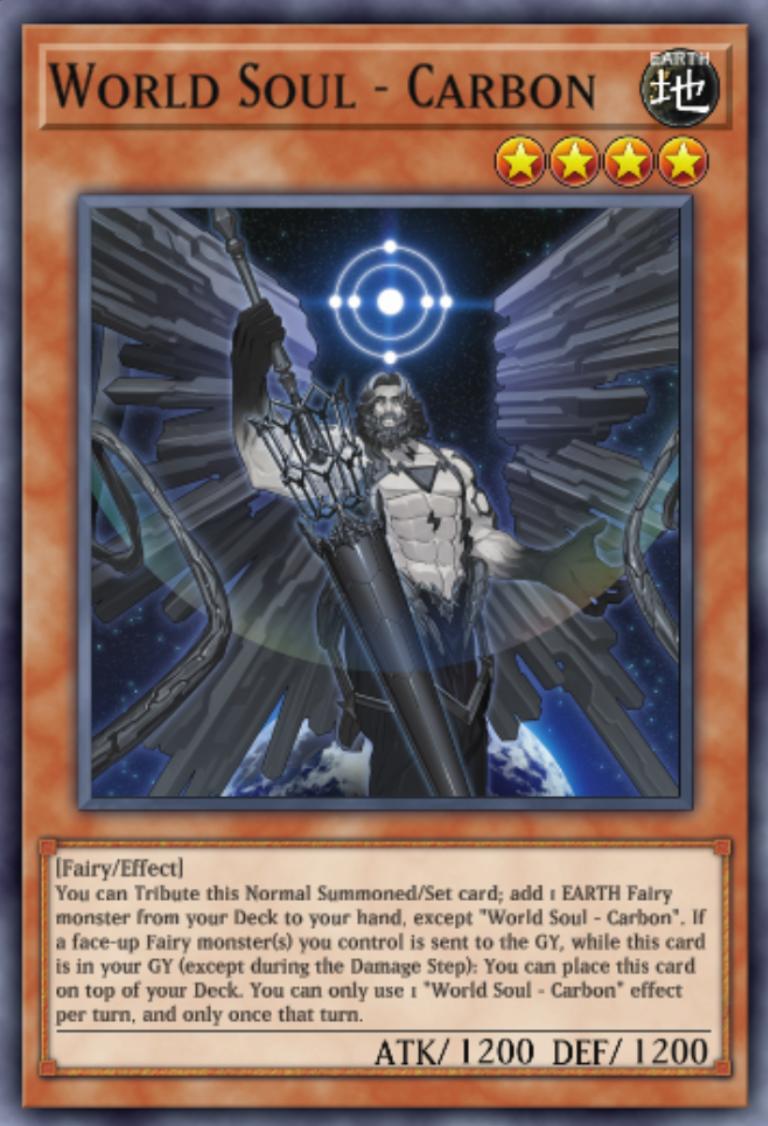 World Soul - Carbon
EARTH
地
[Fairy/Effect]
You can Tribute this Normal Summoned/Set card; add 1 EARTH Fairy
monster from your Deck to your hand, except "World Soul - Carbon". If
a face-up Fairy monster(s) you control is sent to the GY, while this card
is in your GY (except during the Damage Step): You can place this card
on top of your Deck. You can only use 1 "World Soul - Carbon" effect
per turn, and only once that turn.
ATK/ 1200 DEF/ 1200